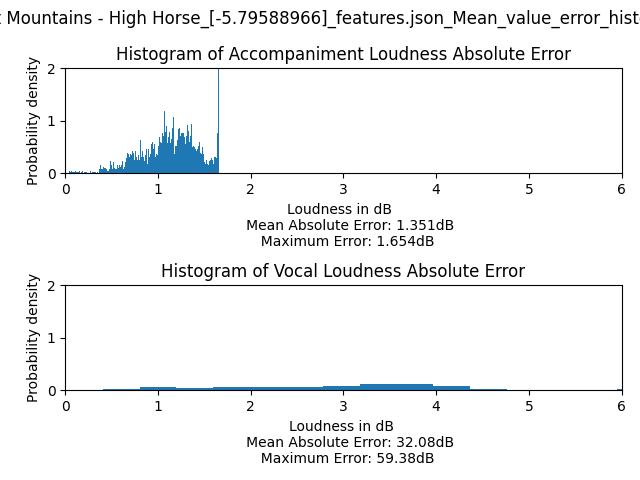 Mountains - High Horse_[-5.79588966]_features.json_Mean_value_error_hist
Histogram of Accompaniment Loudness Absolute Error
Probability density
2
1
0
0 1 2 3 4 5 6
Loudness in dB
Mean Absolute Error: 1.351dB
Maximum Error: 1.654dB
Histogram of Vocal Loudness Absolute Error
Probability density
2
1
0
0 1 2 3 4 5 6
Loudness in dB
Mean Absolute Error: 32.08dB
Maximum Error: 59.38dB